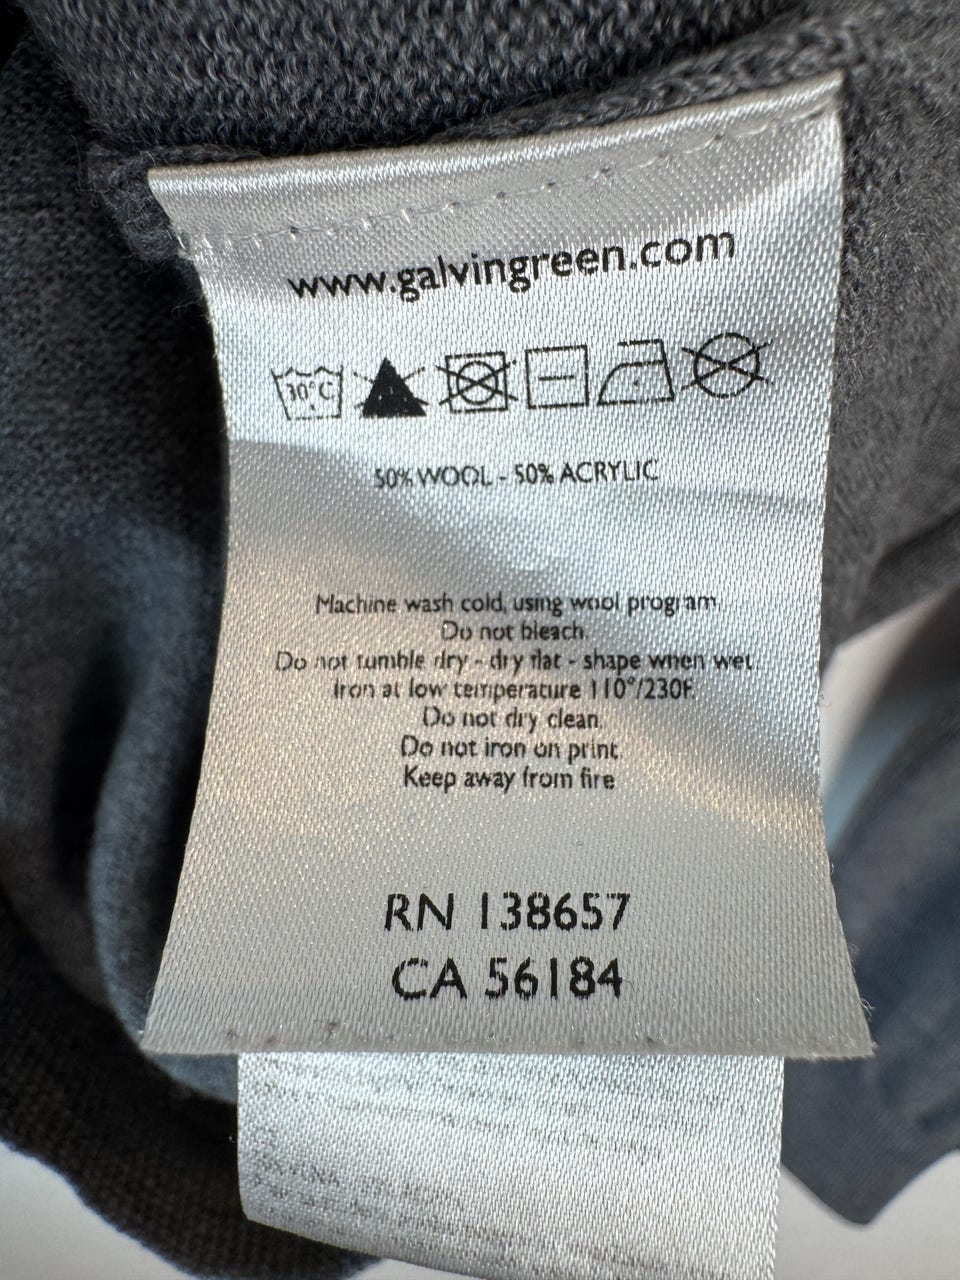 www.galvingreen.com
30°C
50% WOOL - 50% ACRYLIC
Machine wash cold, using wool program.
Do not bleach.
Do not tumble dry - dry flat - shape when wet.
Iron at low temperature 110°/230F.
Do not dry clean.
Do not iron on print.
Keep away from fire
RN 138657
CA 56184